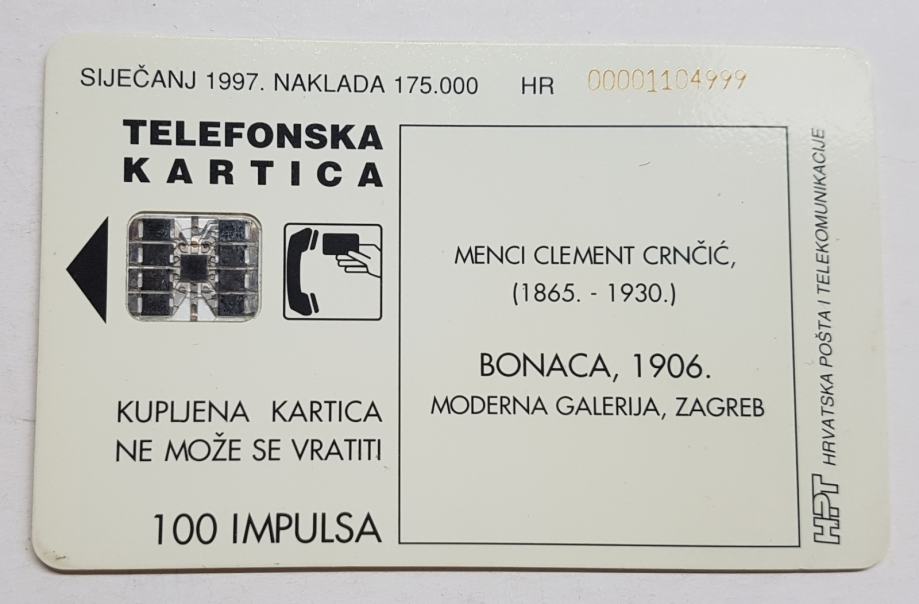 SIJEČANJ 1997. NAKLADA 175.000 HR 00001104999
TELEFONSKA
KARTICA
KUPLJENA KARTICA
NE MOŽE SE VRATITI
100 IMPULSA
MENCI CLEMENT CRNČIĆ,
(1865. - 1930.)
BONACA, 1906.
MODERNA GALERIJA, ZAGREB
HPT HRVATSKA POŠTA I TELEKOMUNIKACIJE